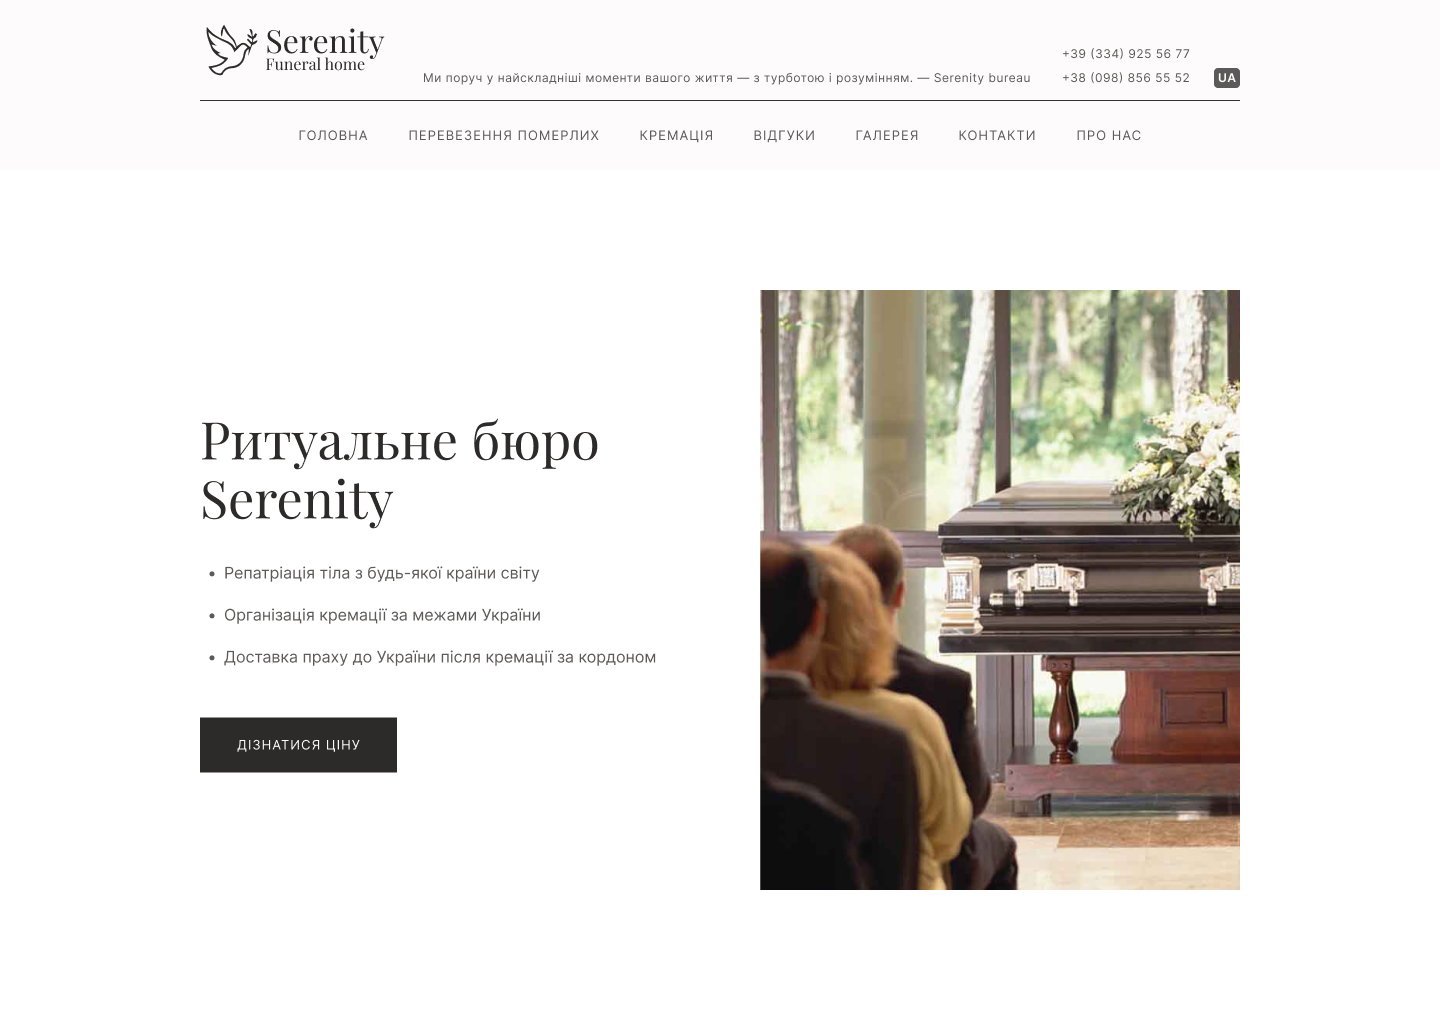 Serenity
Funeral home
Ми поруч у найскладніші моменти вашого життя — з турботою і розумінням. — Serenity bureau
+39 (334) 925 56 77
+38 (098) 856 55 52
UA
ГОЛОВНА ПЕРЕВЕЗЕННЯ ПОМЕРЛИХ КРЕМАЦІЯ ВІДГУКИ ГАЛЕРЕЯ КОНТАКТИ ПРО НАС
Ритуальне бюро
Serenity
• Репатріація тіла з будь-якої країни світу
• Організація кремації за межами України
• Доставка праху до України після кремації за кордоном
ДІЗНАТИСЯ ЦІНУ